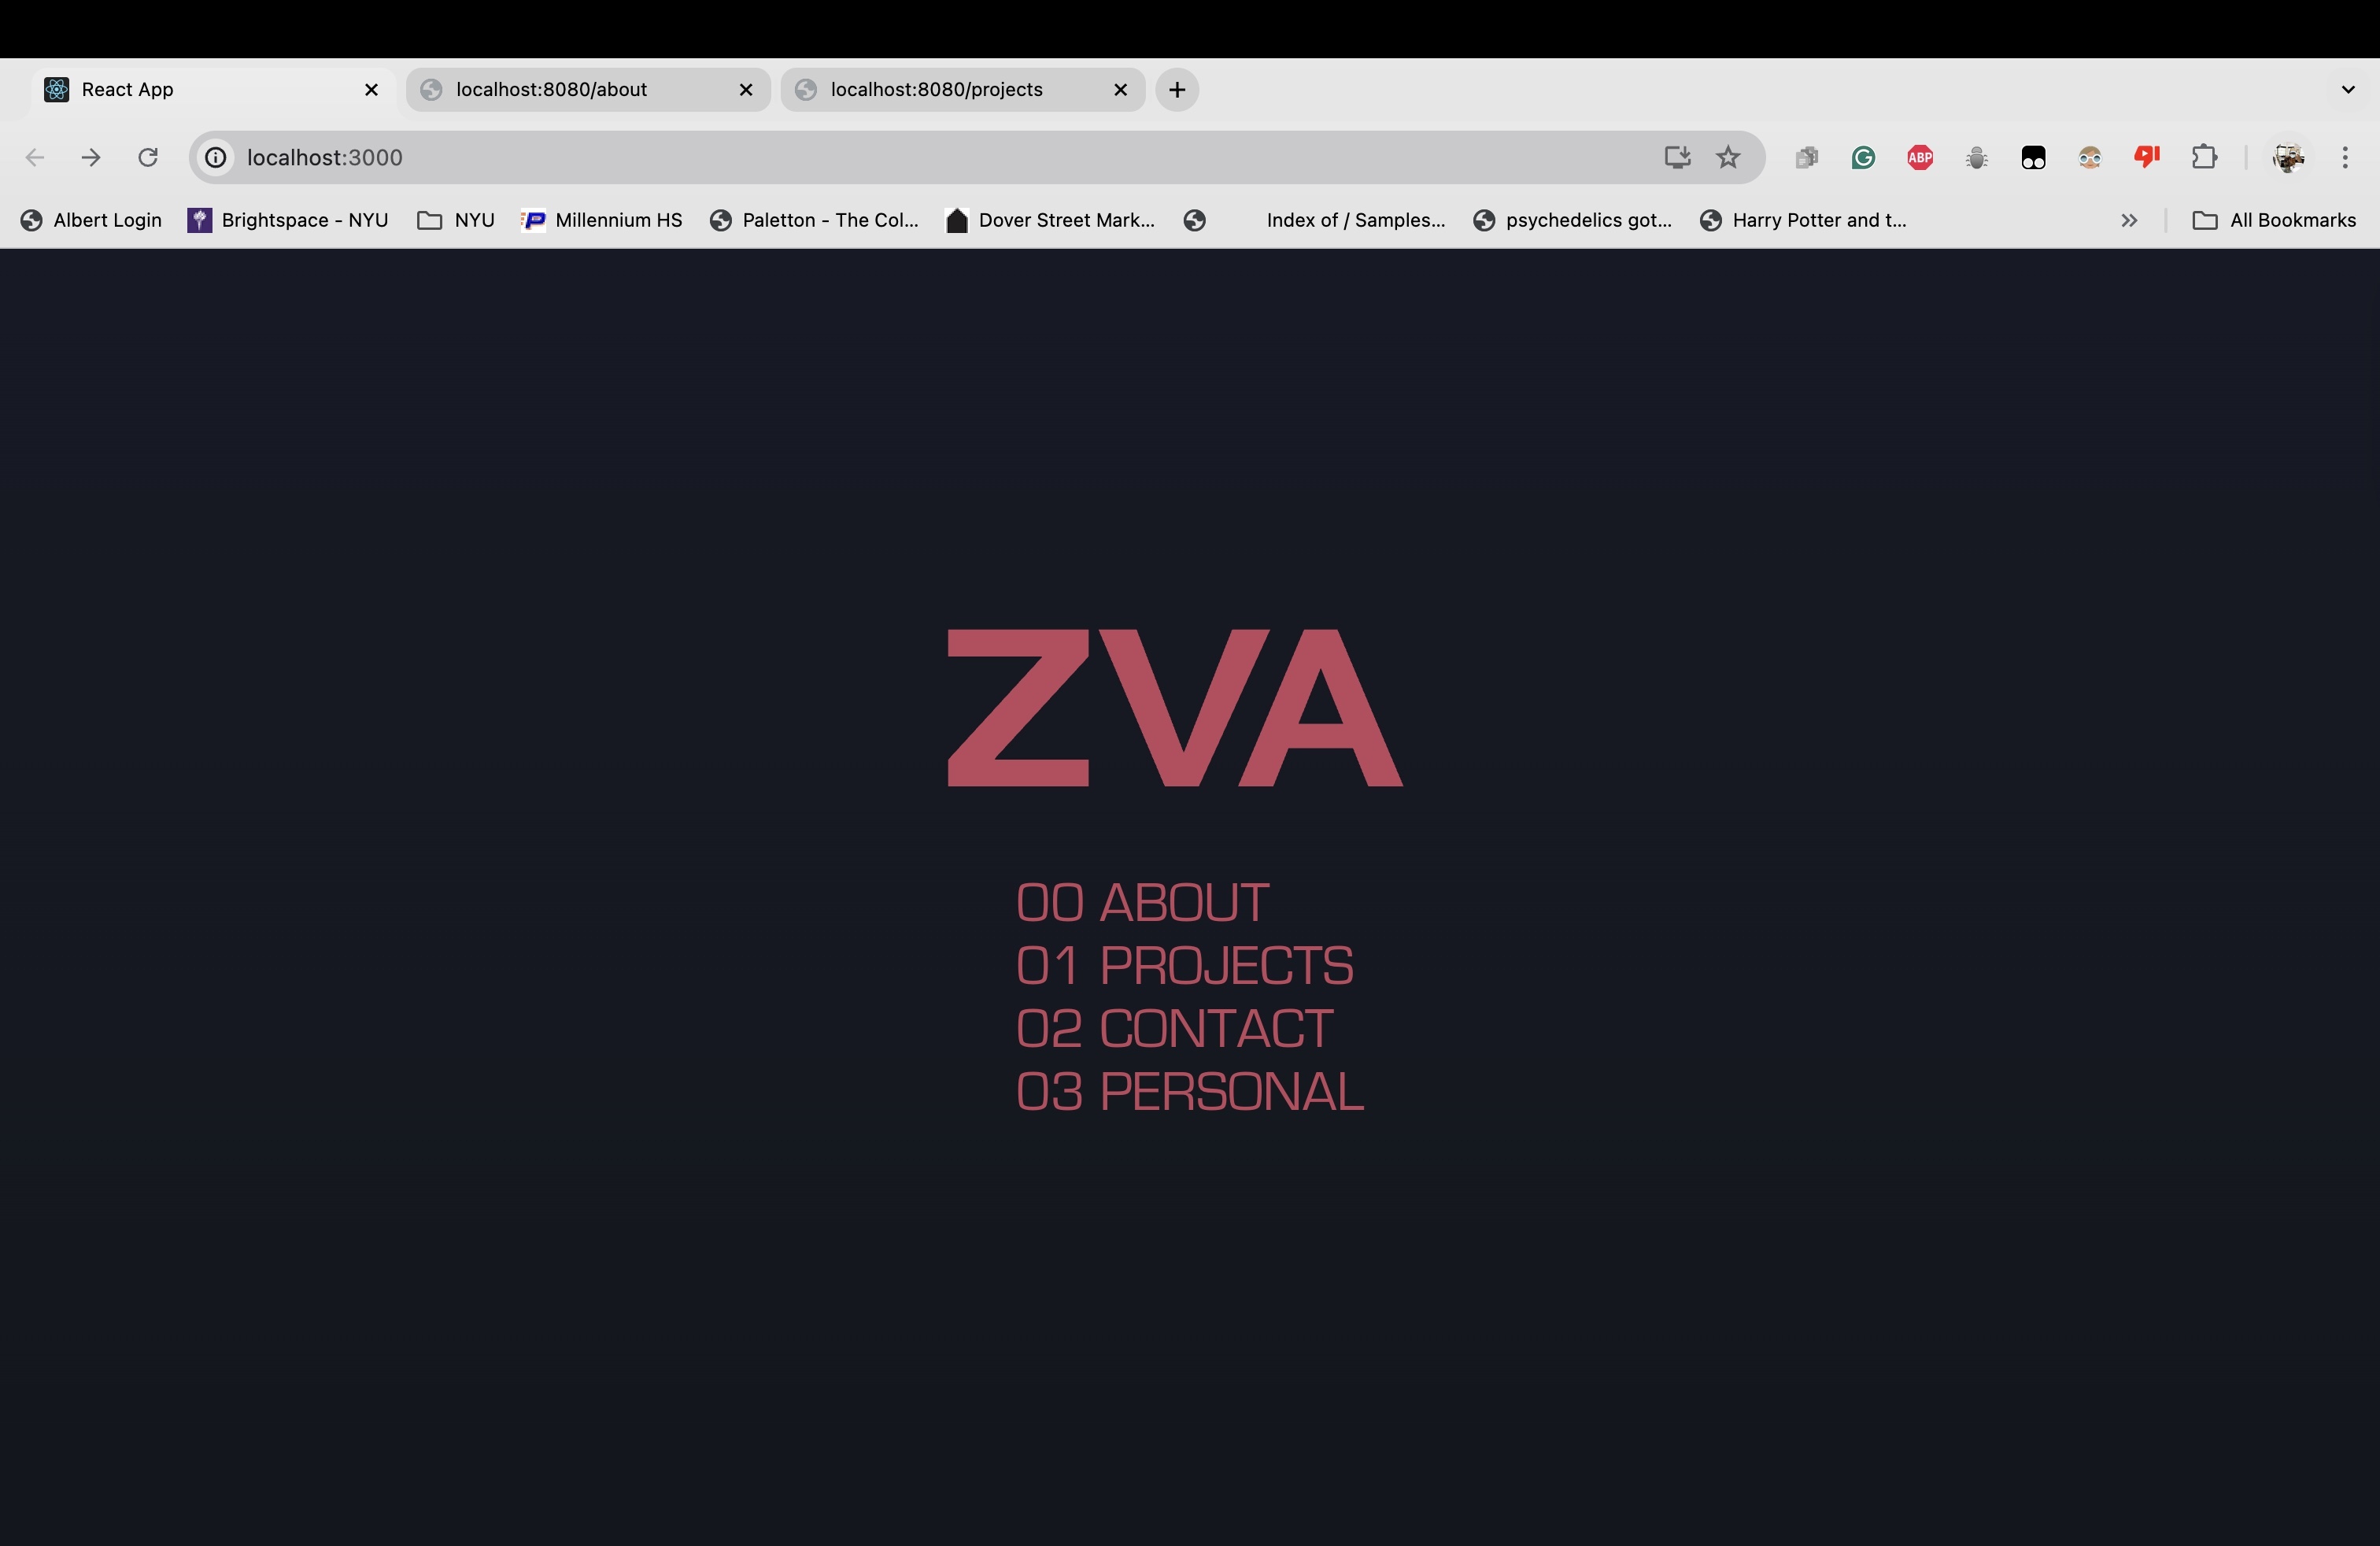 React App
localhost:8080/about
localhost:8080/projects
localhost:3000
ABP
Albert Login
Brightspace - NYU
NYU
Millennium HS
Paletton - The Col...
Dover Street Mark...
Index of / Samples...
psychedelics got...
Harry Potter and t...
All Bookmarks
ZVA
00 ABOUT
01 PROJECTS
02 CONTACT
03 PERSONAL